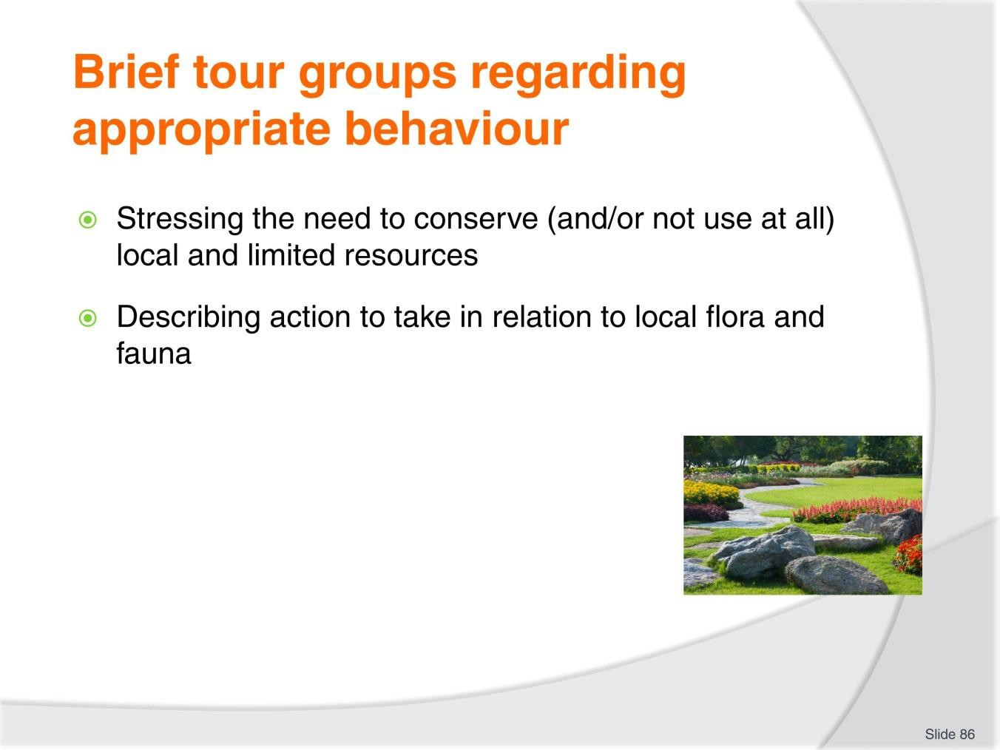 Brief tour groups regarding
appropriate behaviour
Stressing the need to conserve (and/or not use at all)
local and limited resources
Describing action to take in relation to local flora and
fauna
Slide 86